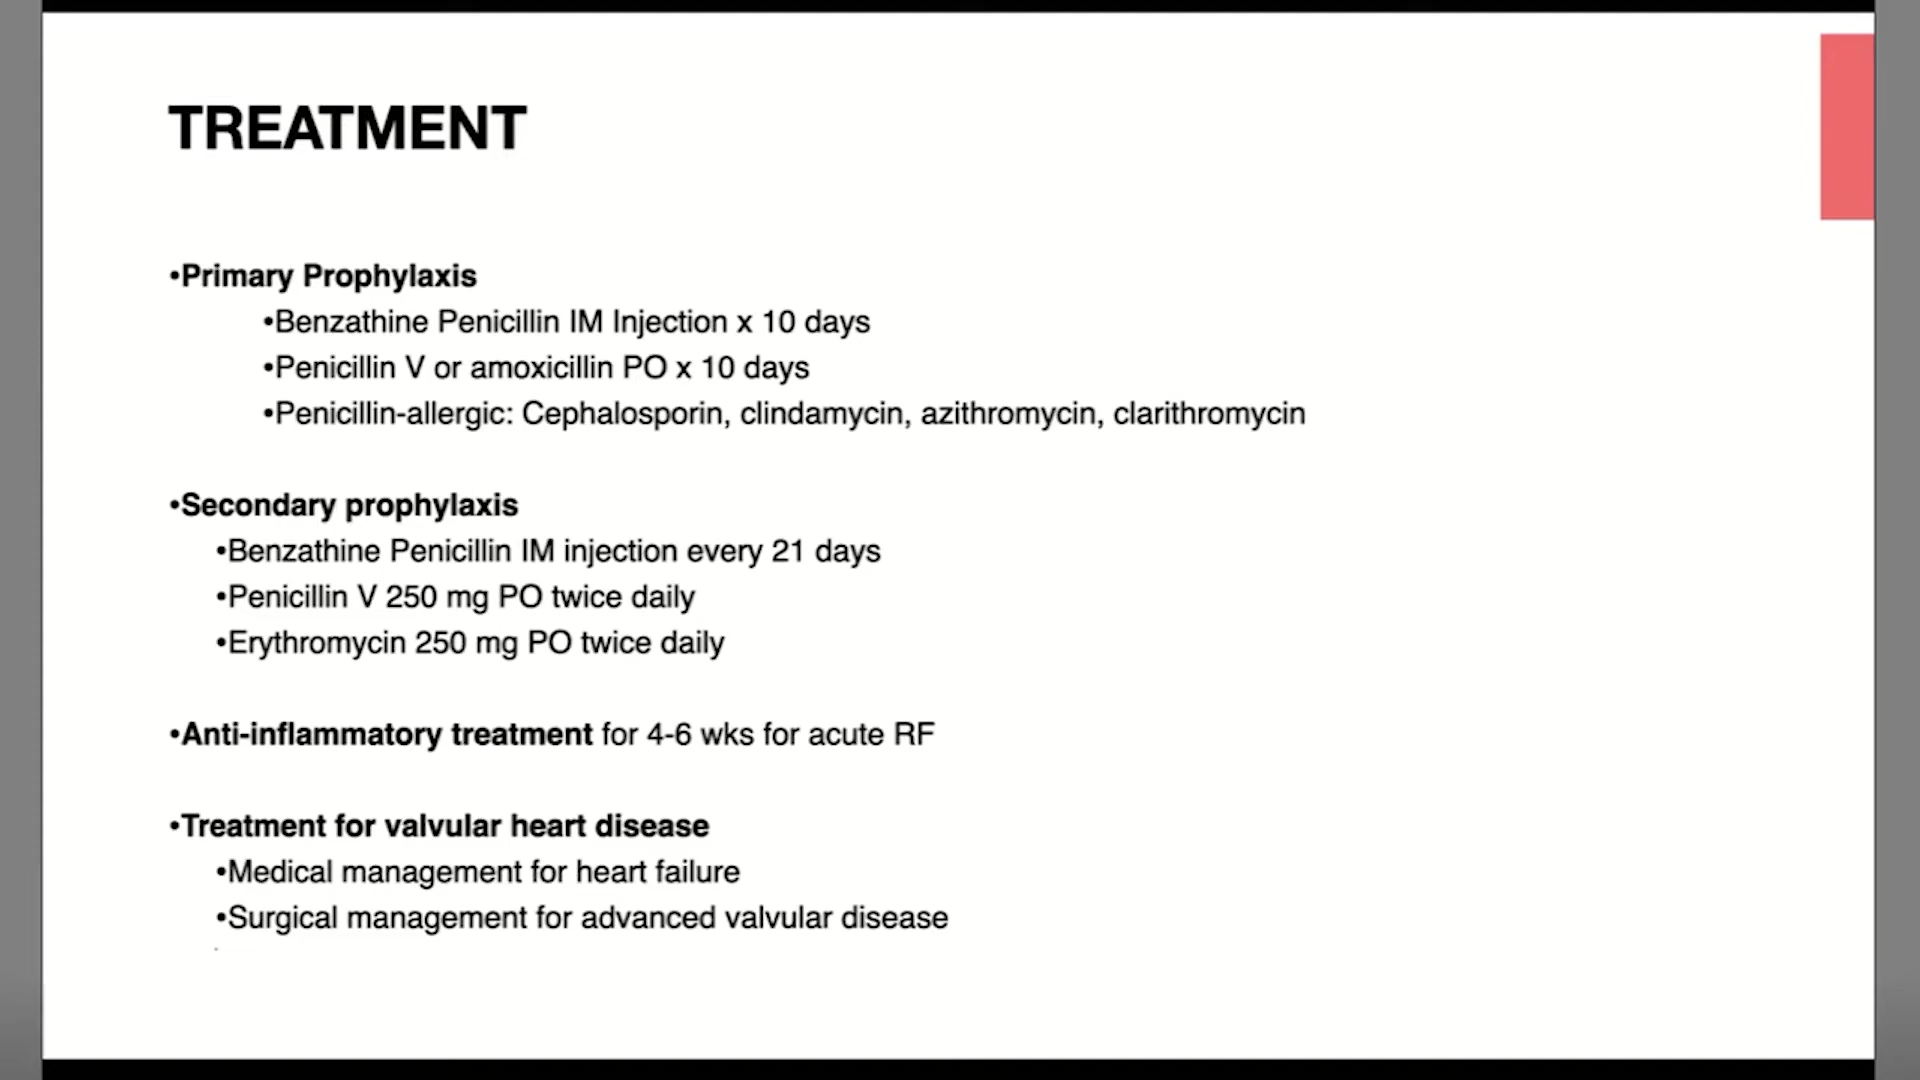 TREATMENT
•Primary Prophylaxis
•Benzathine Penicillin IM Injection x 10 days
•Penicillin V or amoxicillin PO x 10 days
•Penicillin-allergic: Cephalosporin, clindamycin, azithromycin, clarithromycin
•Secondary prophylaxis
•Benzathine Penicillin IM injection every 21 days
•Penicillin V 250 mg PO twice daily
•Erythromycin 250 mg PO twice daily
•Anti-inflammatory treatment for 4-6 wks for acute RF
•Treatment for valvular heart disease
•Medical management for heart failure
•Surgical management for advanced valvular disease